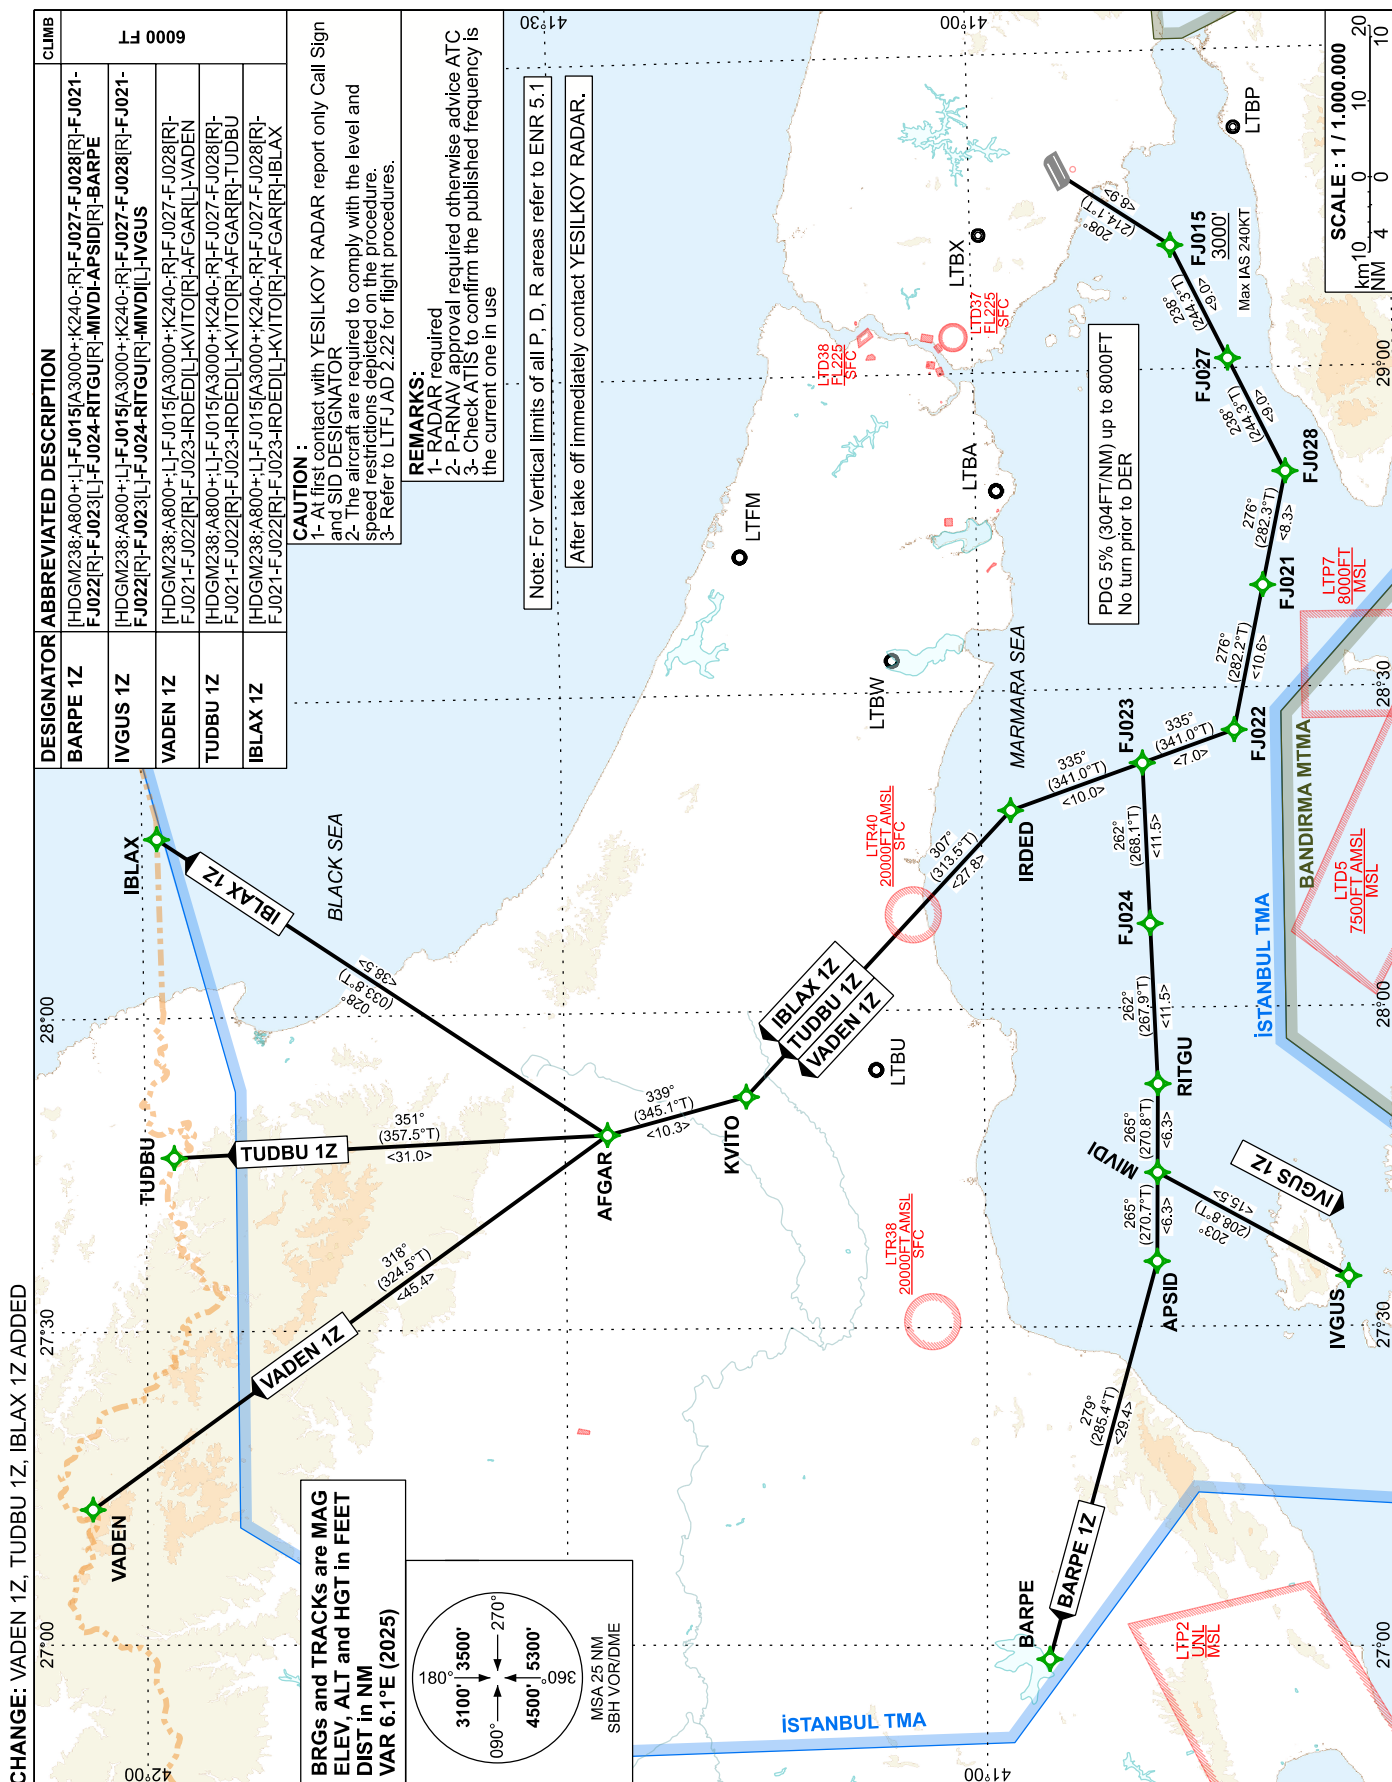 CHANGE: VADEN 1Z, TUDBU 1Z, IBLAX 1Z ADDED
DESIGNATOR ABBREVIATED DESCRIPTION CLIMB
BARPE 1Z
[HDGM238;A800+;L]-FJ015[A3000+;K240-;R]-FJ027-FJ028[R]-FJ021-
FJ022[R]-FJ023[L]-FJ024-RITGU[R]-MIVDI-APSID[R]-BARPE
IVGUS 1Z
[HDGM238;A800+;L]-FJ015[A3000+;K240-;R]-FJ027-FJ028[R]-FJ021-
FJ022[R]-FJ023[L]-FJ024-RITGU[R]-MIVDI[L]-IVGUS
VADEN 1Z
[HDGM238;A800+;L]-FJ015[A3000+;K240-;R]-FJ027-FJ028[R]-
FJ021-FJ022[R]-FJ023-IRDED[L]-KVITO[R]-AFGAR[L]-VADEN
TUDBU 1Z
[HDGM238;A800+;L]-FJ015[A3000+;K240-;R]-FJ027-FJ028[R]-
FJ021-FJ022[R]-FJ023-IRDED[L]-KVITO[R]-AFGAR[R]-TUDBU
IBLAX 1Z
[HDGM238;A800+;L]-FJ015[A3000+;K240-;R]-FJ027-FJ028[R]-
FJ021-FJ022[R]-FJ023-IRDED[L]-KVITO[R]-AFGAR[R]-IBLAX
6000 FT
CAUTION :
1- At first contact with YESILKOY RADAR report only Call Sign
and SID DESIGNATOR
2- The aircraft are required to comply with the level and
speed restrictions depicted on the procedure.
3- Refer to LTFJ AD 2.22 for flight procedures.
REMARKS:
1- RADAR required
2- P-RNAV approval required otherwise advice ATC
3- Check ATIS to confirm the published frequency is
the current one in use
Note: For Vertical limits of all P, D, R areas refer to ENR 5.1
After take off immediately contact YESILKOY RADAR.
PDG 5% (304FT/NM) up to 800FT
No turn prior to DER
BRGs and TRACKs are MAG
ELEV, ALT and HGT in FEET
DIST in NM
VAR 6.1°E (2025)
180°
3100' 3500'
090° 270°
4500' 5300'
360°
MSA 25 NM
SBH VOR/DME
SCALE : 1 / 1.000.000
km 10 0 10 20
NM 4 0 10
42°00
27°00
27°30
28°00
41°30
41°00
41°00
27°00
27°30
28°00
28°30
29°00
VADEN
VADEN 1Z
318°
(324.5°T)
<45.4>
TUDBU
TUDBU 1Z
351°
(357.5°T)
<31.0>
IBLAX
IBLAX 1Z
028°
(033.8°T)
<38.5>
BLACK SEA
AFGAR
339°
(345.1°T)
<10.3>
KVITO
IBLAX 1Z
TUDBU 1Z
VADEN 1Z
307°
(313.5°T)
<27.8>
IRDED
335°
(341.0°T)
<10.0>
FJ023
335°
(341.0°T)
<7.0>
FJ022
276°
(282.2°T)
<10.6>
FJ021
276°
(282.3°T)
<8.3>
FJ028
238°
(244.3°T)
<9.0>
FJ027
238°
(244.3°T)
<9.0>
FJ015
3000'
Max IAS 240KT
208°
(214.1°T)
<8.9>
262°
(268.1°T)
<11.5>
FJ024
262°
(267.9°T)
<11.5>
RITGU
265°
(270.8°T)
<6.3>
MIVDI
265°
(270.7°T)
<6.3>
APSID
203°
(208.8°T)
<15.5>
IVGUS 1Z
IVGUS
279°
(285.4°T)
<29.4>
BARPE 1Z
BARPE
MARMARA SEA
LTFM
LTBX
LTBA
LTBW
LTBU
LTBP
LTD38
FL225
SFC
LTD37
FL225
SFC
LTR40
20000FT AMSL
SFC
LTR38
20000FT AMSL
SFC
LTP7
8000FT
MSL
LTD5
7500FT AMSL
MSL
LTP2
UNL
MSL
BANDIRMA MTMA
İSTANBUL TMA
İSTANBUL TMA